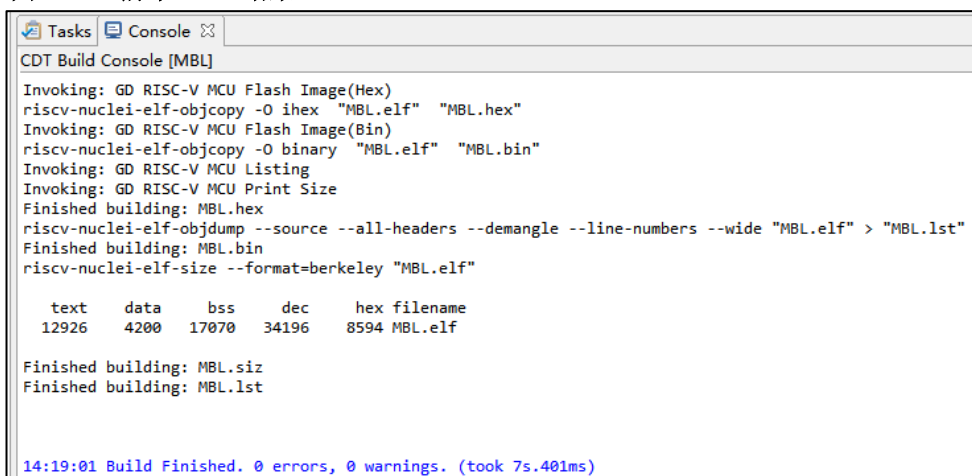 Tasks Console
CDT Build Console [MBL]
Invoking: GD RISC-V MCU Flash Image(Hex)
riscv-nuclei-elf-objcopy -O ihex "MBL.elf" "MBL.hex"
Invoking: GD RISC-V MCU Flash Image(Bin)
riscv-nuclei-elf-objcopy -O binary "MBL.elf" "MBL.bin"
Invoking: GD RISC-V MCU Listing
Invoking: GD RISC-V MCU Print Size
Finished building: MBL.hex
riscv-nuclei-elf-objdump --source --all-headers --demangle --line-numbers --wide "MBL.elf" > "MBL.lst"
Finished building: MBL.bin
riscv-nuclei-elf-size --format=berkeley "MBL.elf"
text data bss dec hex filename
12926 4200 17070 34196 8594 MBL.elf
Finished building: MBL.siz
Finished building: MBL.lst
14:19:01 Build Finished. 0 errors, 0 warnings. (took 7s.401ms)